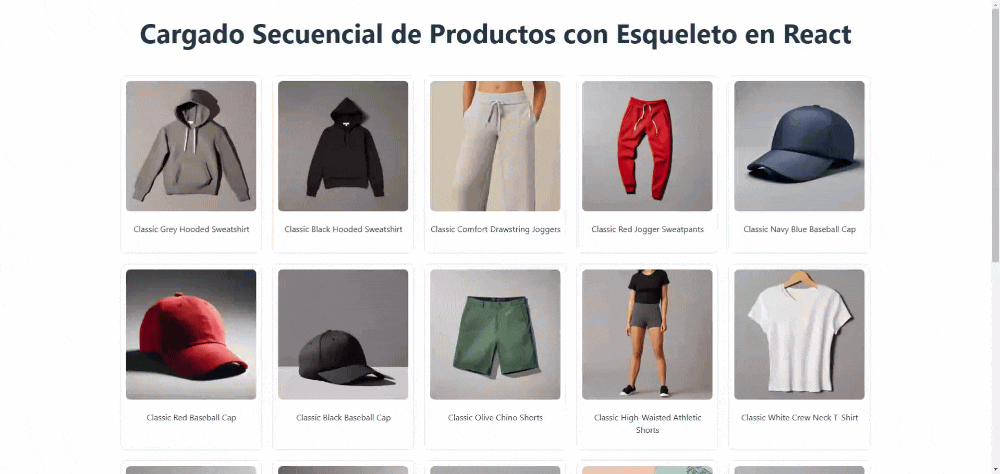 Cargado Secuencial de Productos con Esqueleto en React
Classic Grey Hooded Sweatshirt
Classic Black Hooded Sweatshirt
Classic Comfort Drawstring Joggers
Classic Red Jogger Sweatpants
Classic Navy Blue Baseball Cap
Classic Red Baseball Cap
Classic Black Baseball Cap
Classic Olive Chino Shorts
Classic High-Waisted Athletic
Shorts
Classic White Crew Neck T-Shirt